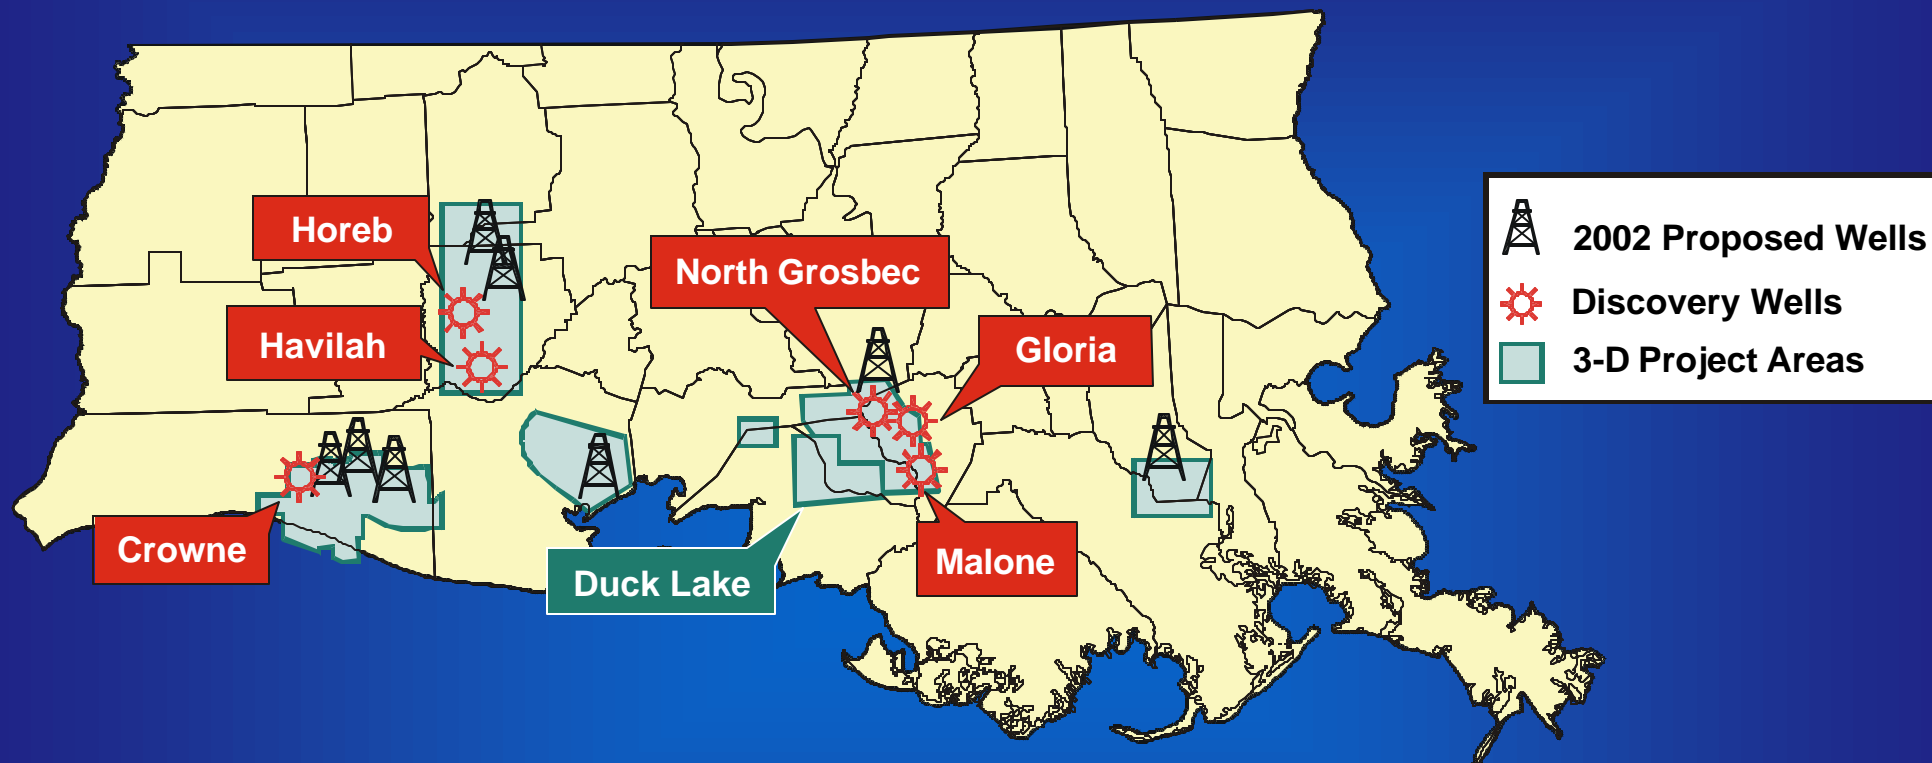 Horeb
Havilah
North Grosbec
Gloria
Crowne
Duck Lake
Malone
2002 Proposed Wells
Discovery Wells
3-D Project Areas